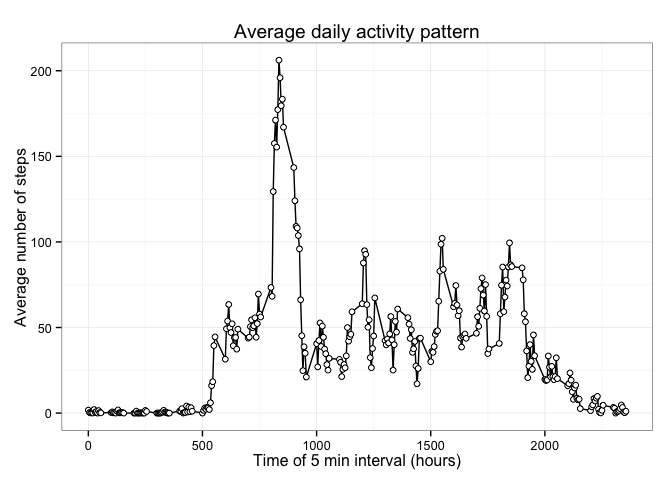 Average daily activity pattern
Average number of steps
200
150
100
50
0
0 500 1000 1500 2000
Time of 5 min interval (hours)